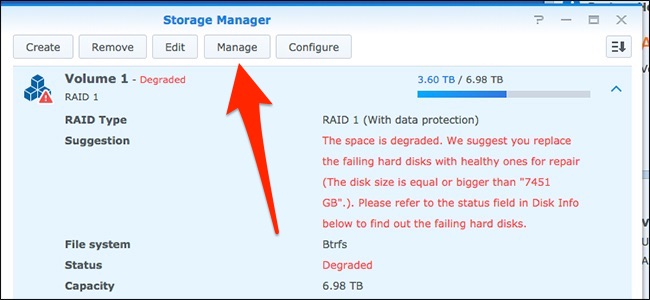 Storage Manager
Create Remove Edit Manage Configure
Volume 1 - Degraded 3.60 TB / 6.98 TB
RAID 1
RAID Type RAID 1 (With data protection)
Suggestion The space is degraded. We suggest you replace
the failing hard disks with healthy ones for repair
(The disk size is equal or bigger than "7451
GB".). Please refer to the status field in Disk Info
below to find out the failing hard disks.
File system Btrfs
Status Degraded
Capacity 6.98 TB